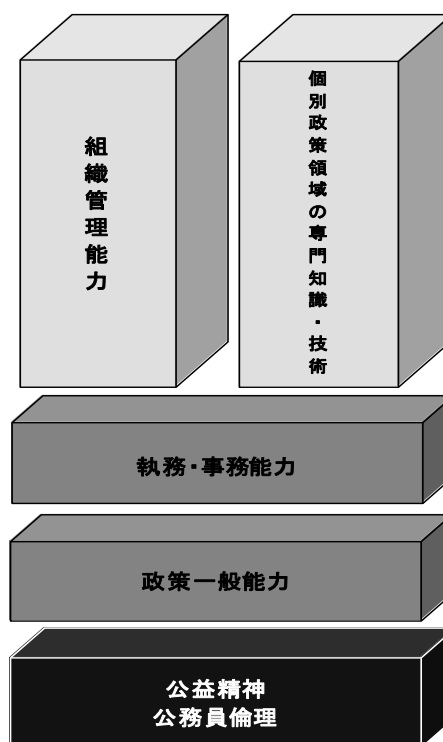 組織管理能力
個別政策領域の専門知識・技術
執務・事務能力
政策一般能力
公益精神
公務員倫理